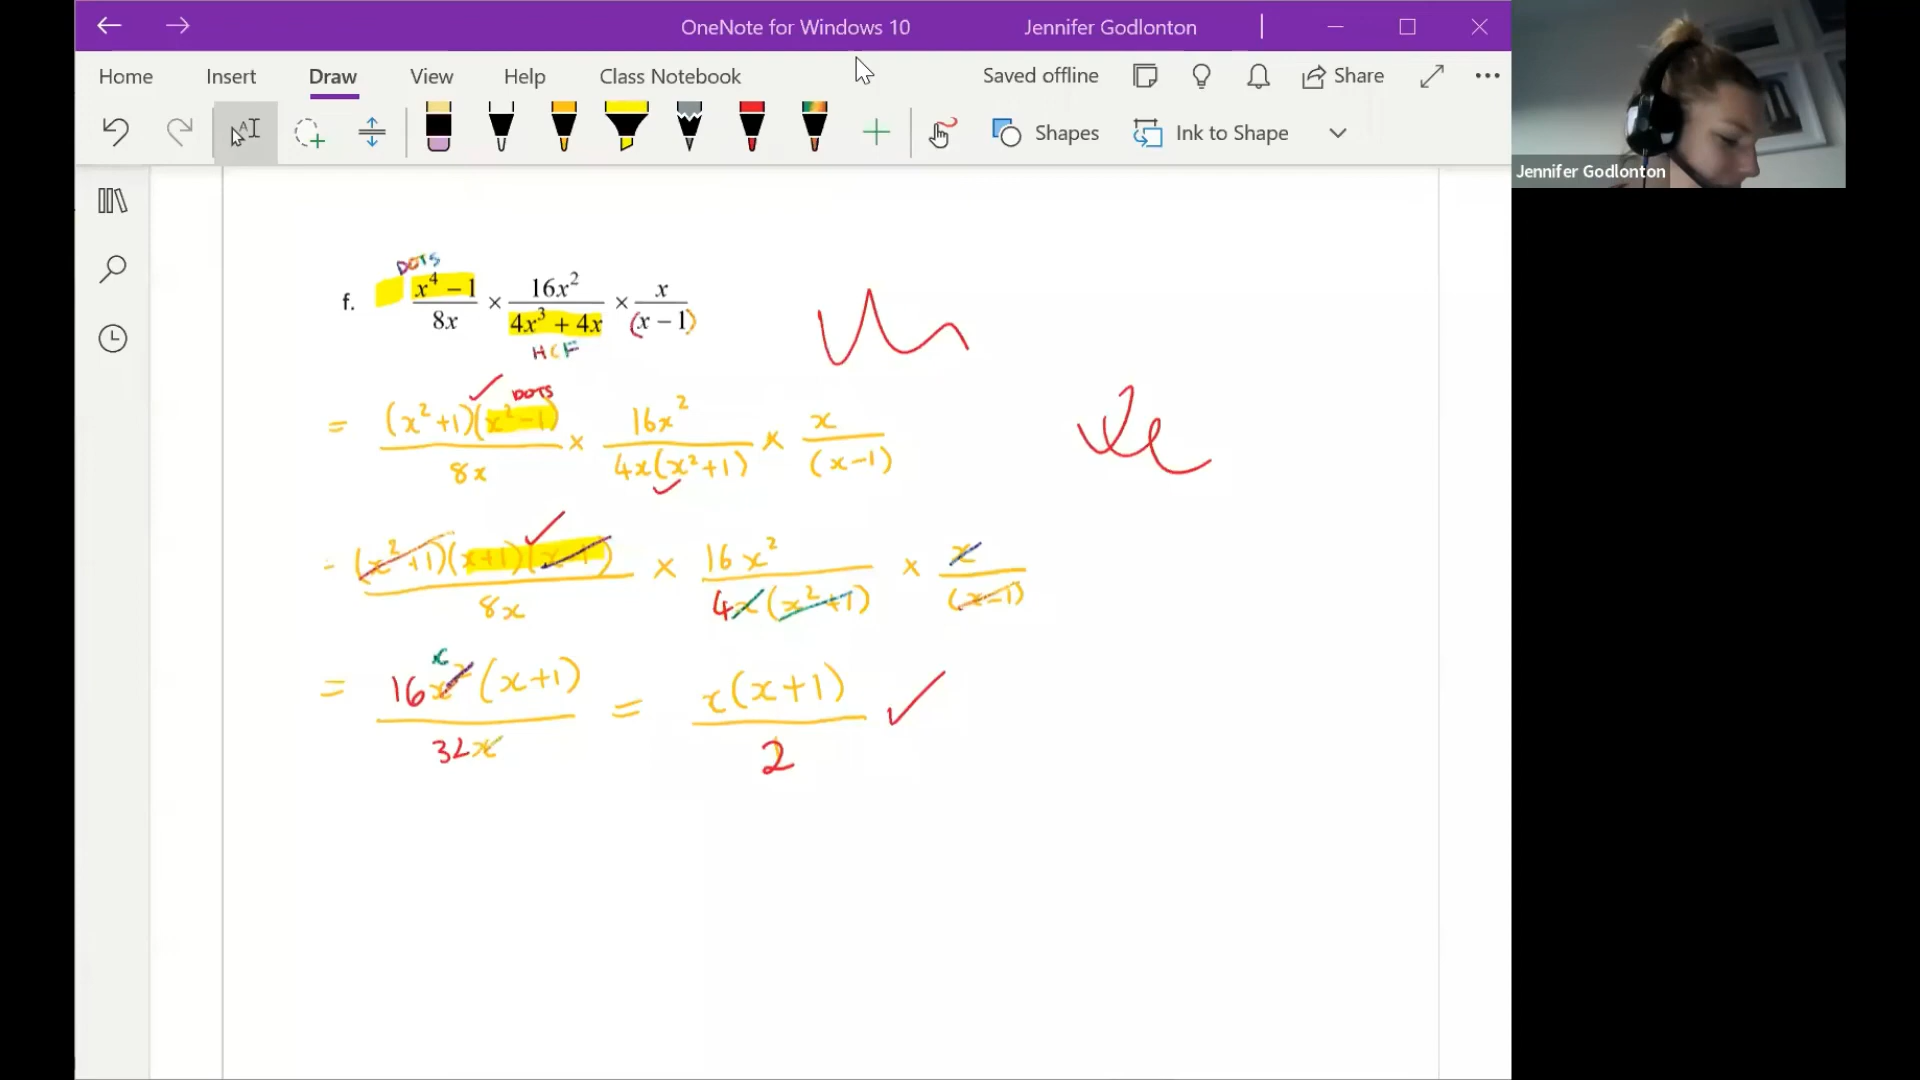 OneNote for Windows 10 Jennifer Godlonton
Home Insert Draw View Help Class Notebook Saved offline Share
Shapes Ink to Shape
Jennifer Godlonton
DOTS
f. x⁴ − 1 / 8x × 16x² / 4x³ + 4x × x / (x − 1)
HCF
DOTS
= (x²+1)(x²−1) / 8x × 16x² / 4x(x²+1) × x / (x−1)
= (x²+1)(x+1)(x−1) / 8x × 16x² / 4x(x²+1) × x / (x−1)
x
= 16x²(x+1) / 32x = x(x+1) / 2